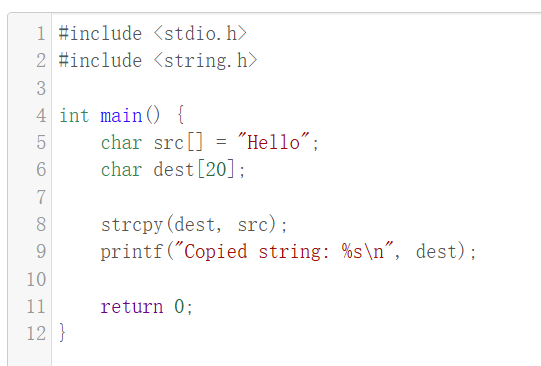 1 #include <stdio.h>
2 #include <string.h>
3
4 int main() {
5     char src[] = "Hello";
6     char dest[20];
7
8     strcpy(dest, src);
9     printf("Copied string: %s\n", dest);
10
11     return 0;
12 }